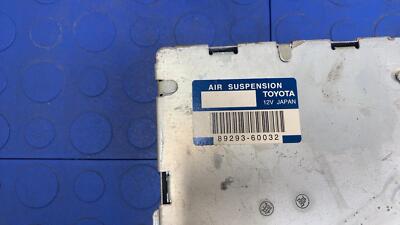 AIR SUSPENSION
TOYOTA
12V JAPAN
89293-60032